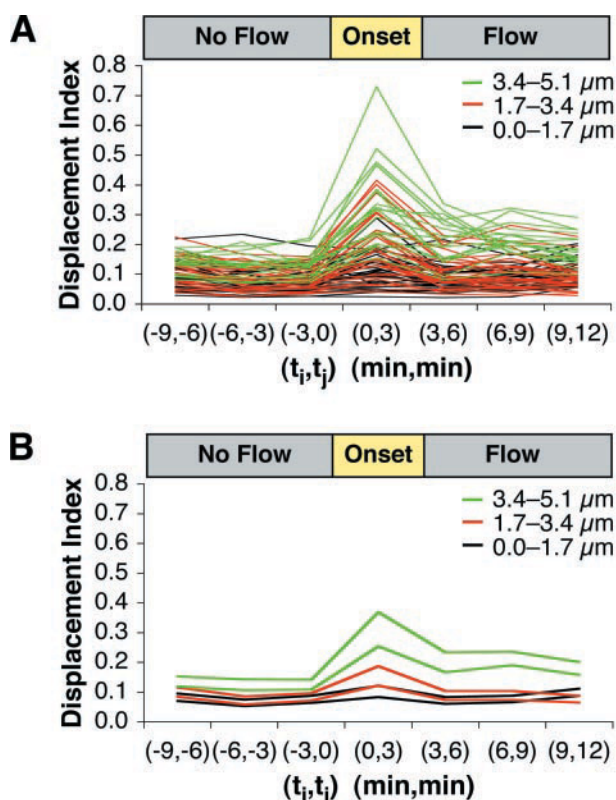 A
No Flow Onset Flow
0.8
0.7
0.6
0.5
0.4
0.3
0.2
0.1
0.0
Displacement Index
3.4–5.1 µm
1.7–3.4 µm
0.0–1.7 µm
(-9,-6) (-6,-3) (-3,0) (0,3) (3,6) (6,9) (9,12)
(ti,tj) (min,min)
B
No Flow Onset Flow
0.8
0.7
0.6
0.5
0.4
0.3
0.2
0.1
0.0
Displacement Index
3.4–5.1 µm
1.7–3.4 µm
0.0–1.7 µm
(-9,-6) (-6,-3) (-3,0) (0,3) (3,6) (6,9) (9,12)
(ti,tj) (min,min)